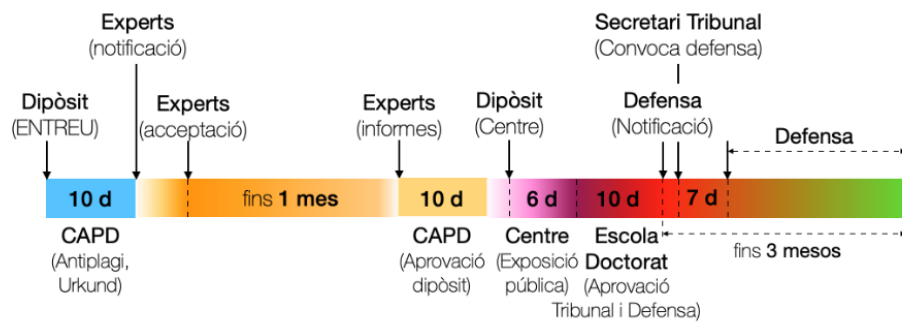 Experts
(notificació)
Secretari Tribunal
(Convoca defensa)
Dipòsit
(ENTREU)
Experts
(acceptació)
Experts
(informes)
Dipòsit
(Centre)
Defensa
(Notificació)
Defensa
10 d
fins 1 mes
10 d
6 d
10 d
7 d
CAPD
(Antiplagi,
Urkund)
CAPD
(Aprovació
dipòsit)
Centre
(Exposició
pública)
Escola
Doctorat
(Aprovació
Tribunal i Defensa)
fins 3 mesos